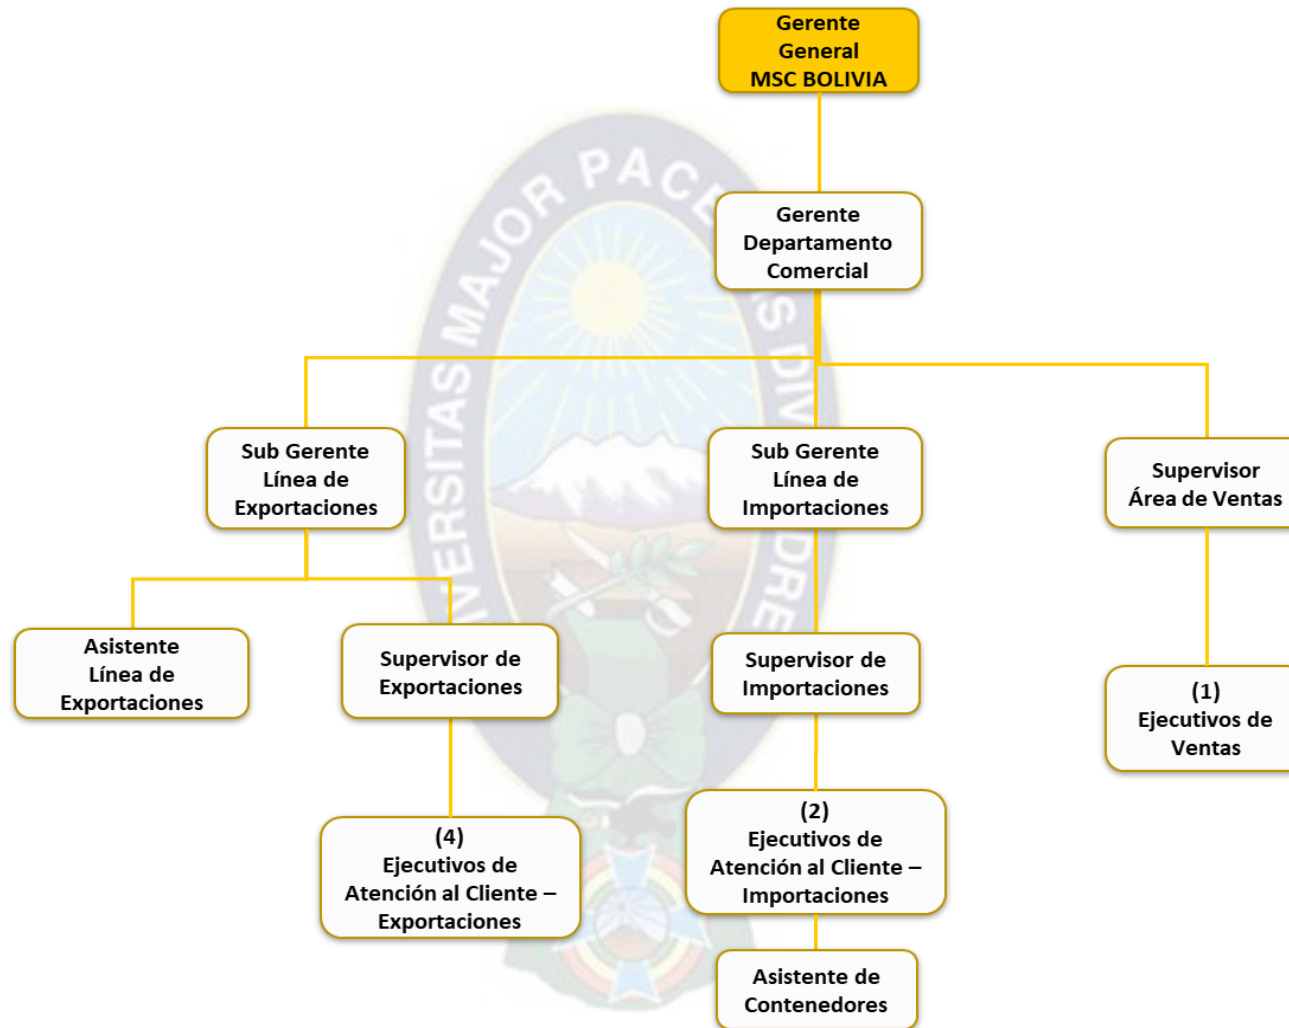 Gerente
General
MSC BOLIVIA
Gerente
Departamento
Comercial
Sub Gerente
Línea de
Exportaciones
Sub Gerente
Línea de
Importaciones
Supervisor
Área de Ventas
Asistente
Línea de
Exportaciones
Supervisor de
Exportaciones
Supervisor de
Importaciones
(1)
Ejecutivos de
Ventas
(4)
Ejecutivos de
Atención al Cliente –
Exportaciones
(2)
Ejecutivos de
Atención al Cliente –
Importaciones
Asistente de
Contenedores
MAJOR